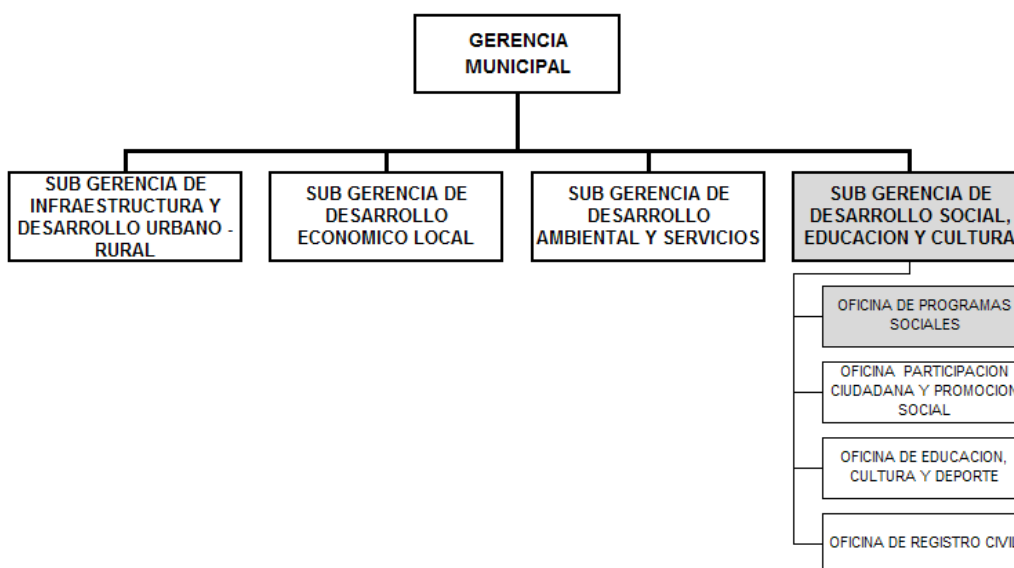 GERENCIA
MUNICIPAL
SUB GERENCIA DE
INFRAESTRUCTURA Y
DESARROLLO URBANO -
RURAL
SUB GERENCIA DE
DESARROLLO
ECONOMICO LOCAL
SUB GERENCIA DE
DESARROLLO
AMBIENTAL Y SERVICIOS
SUB GERENCIA DE
DESARROLLO SOCIAL,
EDUCACION Y CULTURA
OFICINA DE PROGRAMAS
SOCIALES
OFICINA PARTICIPACION
CIUDADANA Y PROMOCION
SOCIAL
OFICINA DE EDUCACION,
CULTURA Y DEPORTE
OFICINA DE REGISTRO CIVIL